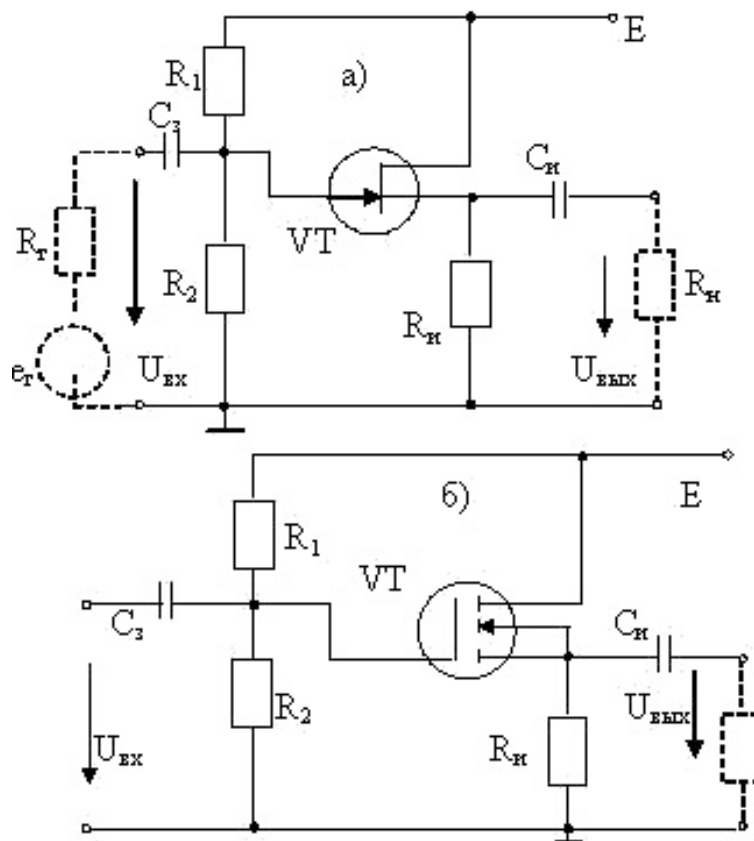 E
R₁
а)
Cз
Cи
VT
Rг
R₂
Rи
Rн
eг
Uвх
Uвых
б)
E
R₁
VT
Cз
Cи
R₂
Uвых
Uвх
Rи